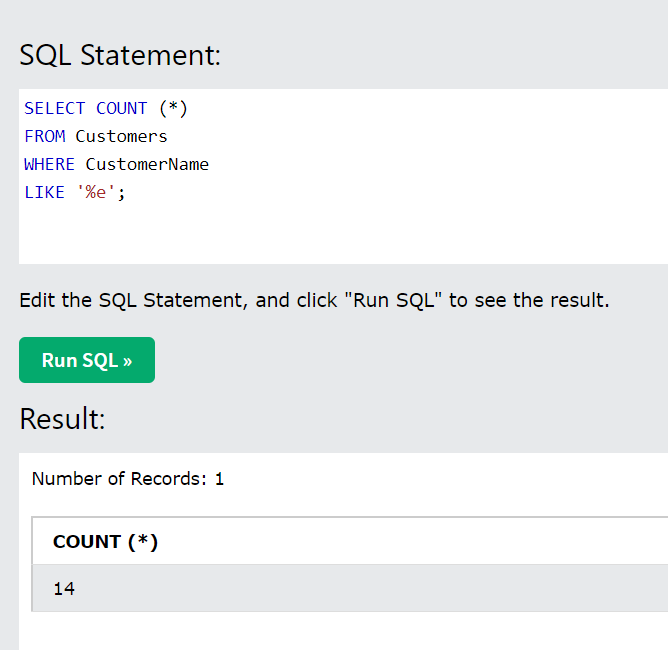 SQL Statement:
SELECT COUNT (*)
FROM Customers
WHERE CustomerName
LIKE '%e';
Edit the SQL Statement, and click "Run SQL" to see the result.
Run SQL »
Result:
Number of Records: 1
COUNT (*)
14